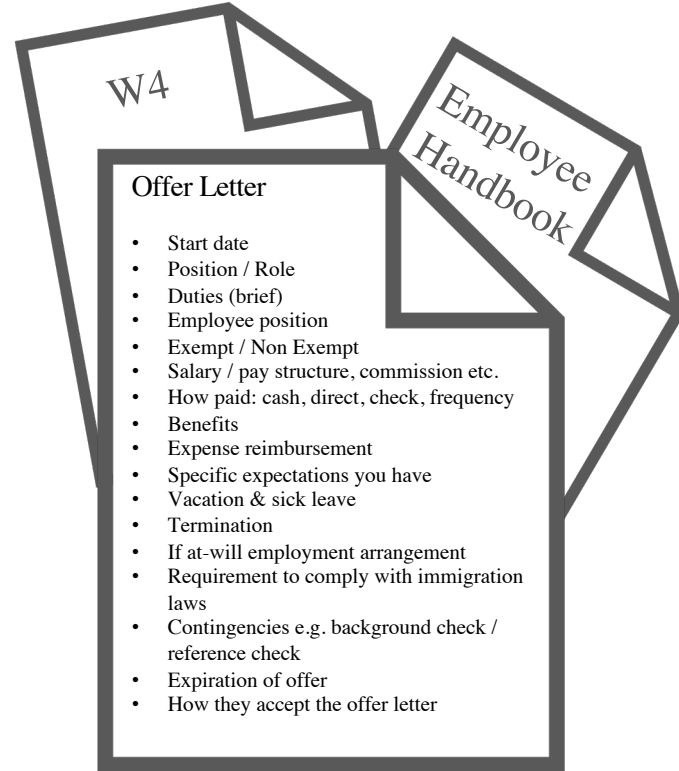 W4
Employee
Handbook
Offer Letter
• Start date
• Position / Role
• Duties (brief)
• Employee position
• Exempt / Non Exempt
• Salary / pay structure, commission etc.
• How paid: cash, direct, check, frequency
• Benefits
• Expense reimbursement
• Specific expectations you have
• Vacation & sick leave
• Termination
• If at-will employment arrangement
• Requirement to comply with immigration
laws
• Contingencies e.g. background check /
reference check
• Expiration of offer
• How they accept the offer letter